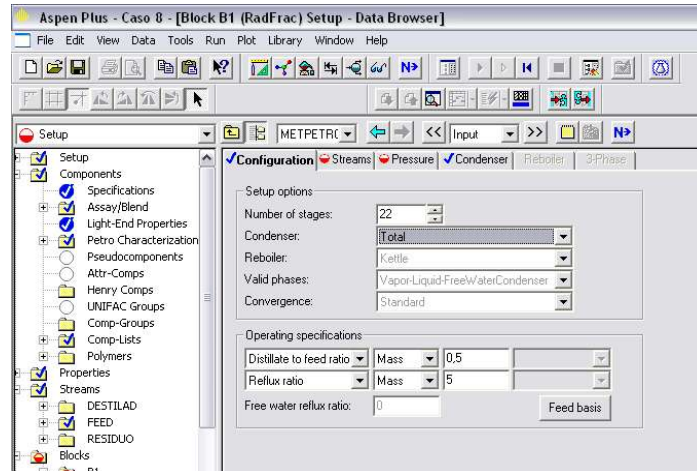 Aspen Plus - Caso 8 - [Block B1 (RadFrac) Setup - Data Browser]
File Edit View Data Tools Run Plot Library Window Help
N>
Setup
METPETR
<< Input >>
N>
Setup
Components
Specifications
Assay/Blend
Light-End Properties
Petro Characterization
Pseudocomponents
Attr-Comps
Henry Comps
UNIFAC Groups
Comp-Groups
Comp-Lists
Polymers
Properties
Streams
DESTILAD
FEED
RESIDUO
Blocks
B1
Configuration Streams Pressure Condenser Reboiler 3-Phase
Setup options
Number of stages: 22
Condenser: Total
Reboiler: Kettle
Valid phases: Vapor-Liquid-FreeWaterCondenser
Convergence: Standard
Operating specifications
Distillate to feed ratio Mass 0,5
Reflux ratio Mass 5
Free water reflux ratio: 0 Feed basis